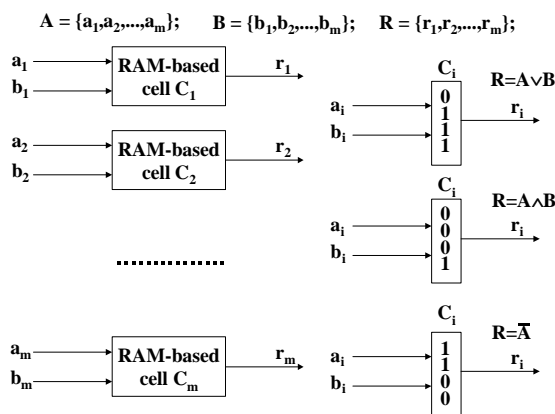 A = {a₁,a₂,...,aₘ}; B = {b₁,b₂,...,bₘ}; R = {r₁,r₂,...,rₘ};
a₁
b₁
RAM-based
cell C₁
r₁
a₂
b₂
RAM-based
cell C₂
r₂
....................
aₘ
bₘ
RAM-based
cell Cₘ
rₘ
Cᵢ
R=A∨B
aᵢ
bᵢ
0
1
1
1
rᵢ
Cᵢ
R=A∧B
aᵢ
bᵢ
0
0
0
1
rᵢ
Cᵢ
R=A̅
aᵢ
bᵢ
1
1
0
0
rᵢ